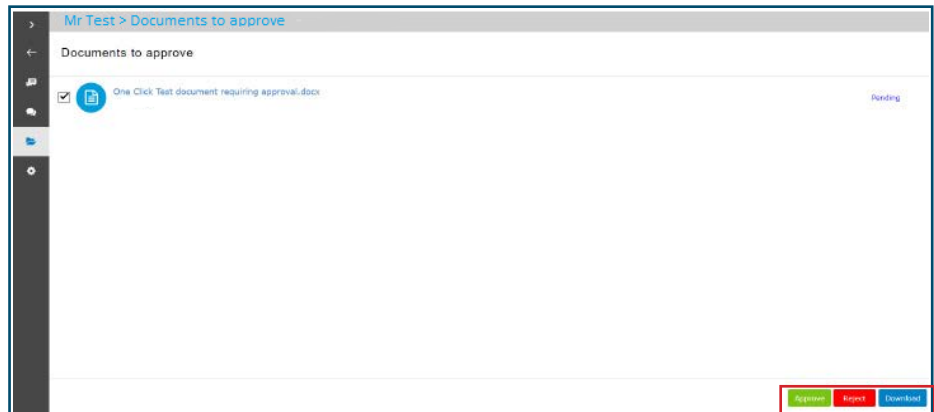 Mr Test > Documents to approve
Documents to approve
One Click Test document requiring approval.docx
Pending
Approve Reject Download